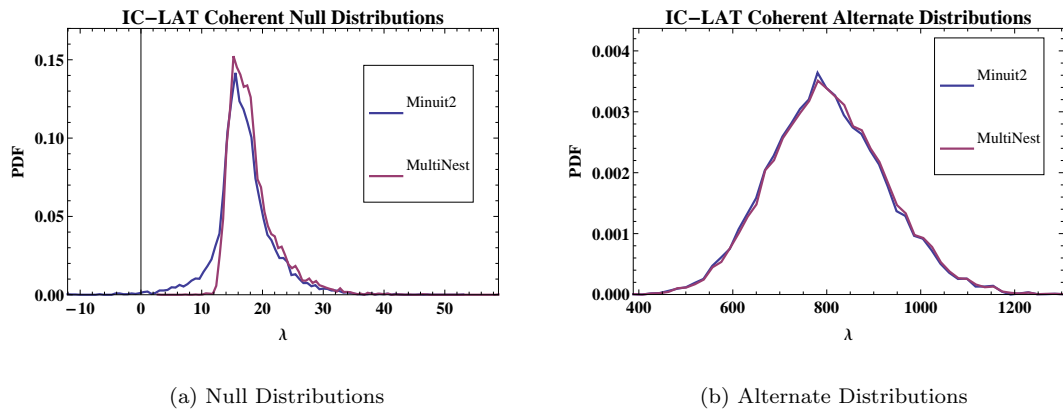 IC−LAT Coherent Null Distributions
0.15
0.10
0.05
0.00
PDF
−10 0 10 20 30 40 50
λ
Minuit2
MultiNest
(a) Null Distributions
IC−LAT Coherent Alternate Distributions
0.004
0.003
0.002
0.001
0.000
PDF
400 600 800 1000 1200
λ
Minuit2
MultiNest
(b) Alternate Distributions